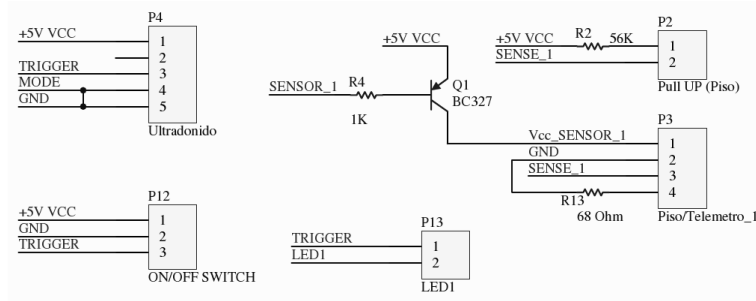 P4
+5V VCC
1
2
TRIGGER
3
MODE
4
GND
5
Ultradonido
+5V VCC
SENSOR_1
R4
1K
Q1
BC327
P2
+5V VCC
R2
56K
1
SENSE_1
2
Pull UP (Piso)
P3
Vcc_SENSOR_1
1
GND
2
SENSE_1
3
4
R13
68 Ohm
Piso/Telemetro_1
P12
+5V VCC
1
GND
2
TRIGGER
3
ON/OFF SWITCH
P13
TRIGGER
1
LED1
2
LED1